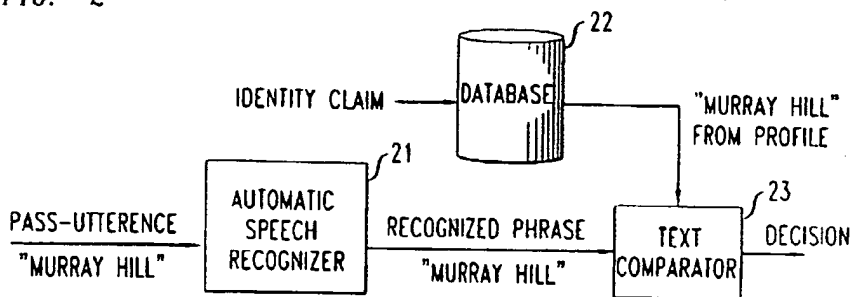 FIG. 2
22
IDENTITY CLAIM
DATABASE
"MURRAY HILL"
FROM PROFILE
21
23
PASS-UTTERENCE
"MURRAY HILL"
AUTOMATIC
SPEECH
RECOGNIZER
RECOGNIZED PHRASE
"MURRAY HILL"
TEXT
COMPARATOR
DECISION